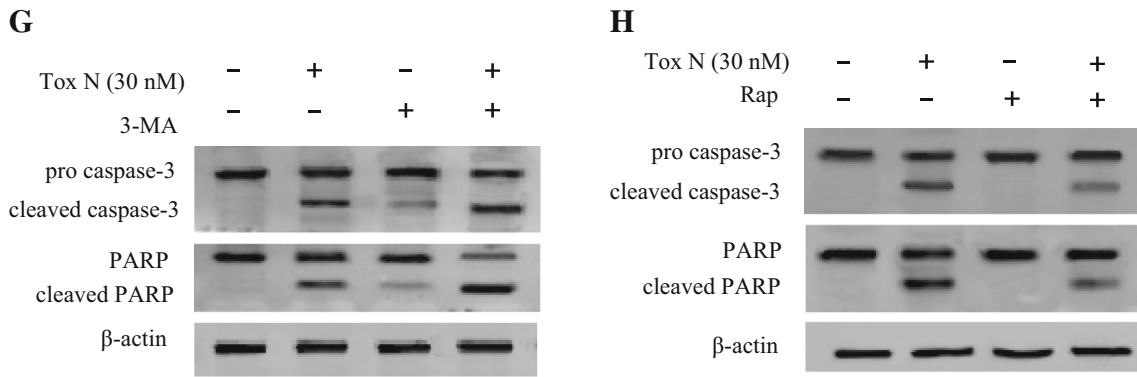 G
Tox N (30 nM) − + − +
3-MA − − + +
pro caspase-3
cleaved caspase-3
PARP
cleaved PARP
β-actin
H
Tox N (30 nM) − + − +
Rap − − + +
pro caspase-3
cleaved caspase-3
PARP
cleaved PARP
β-actin